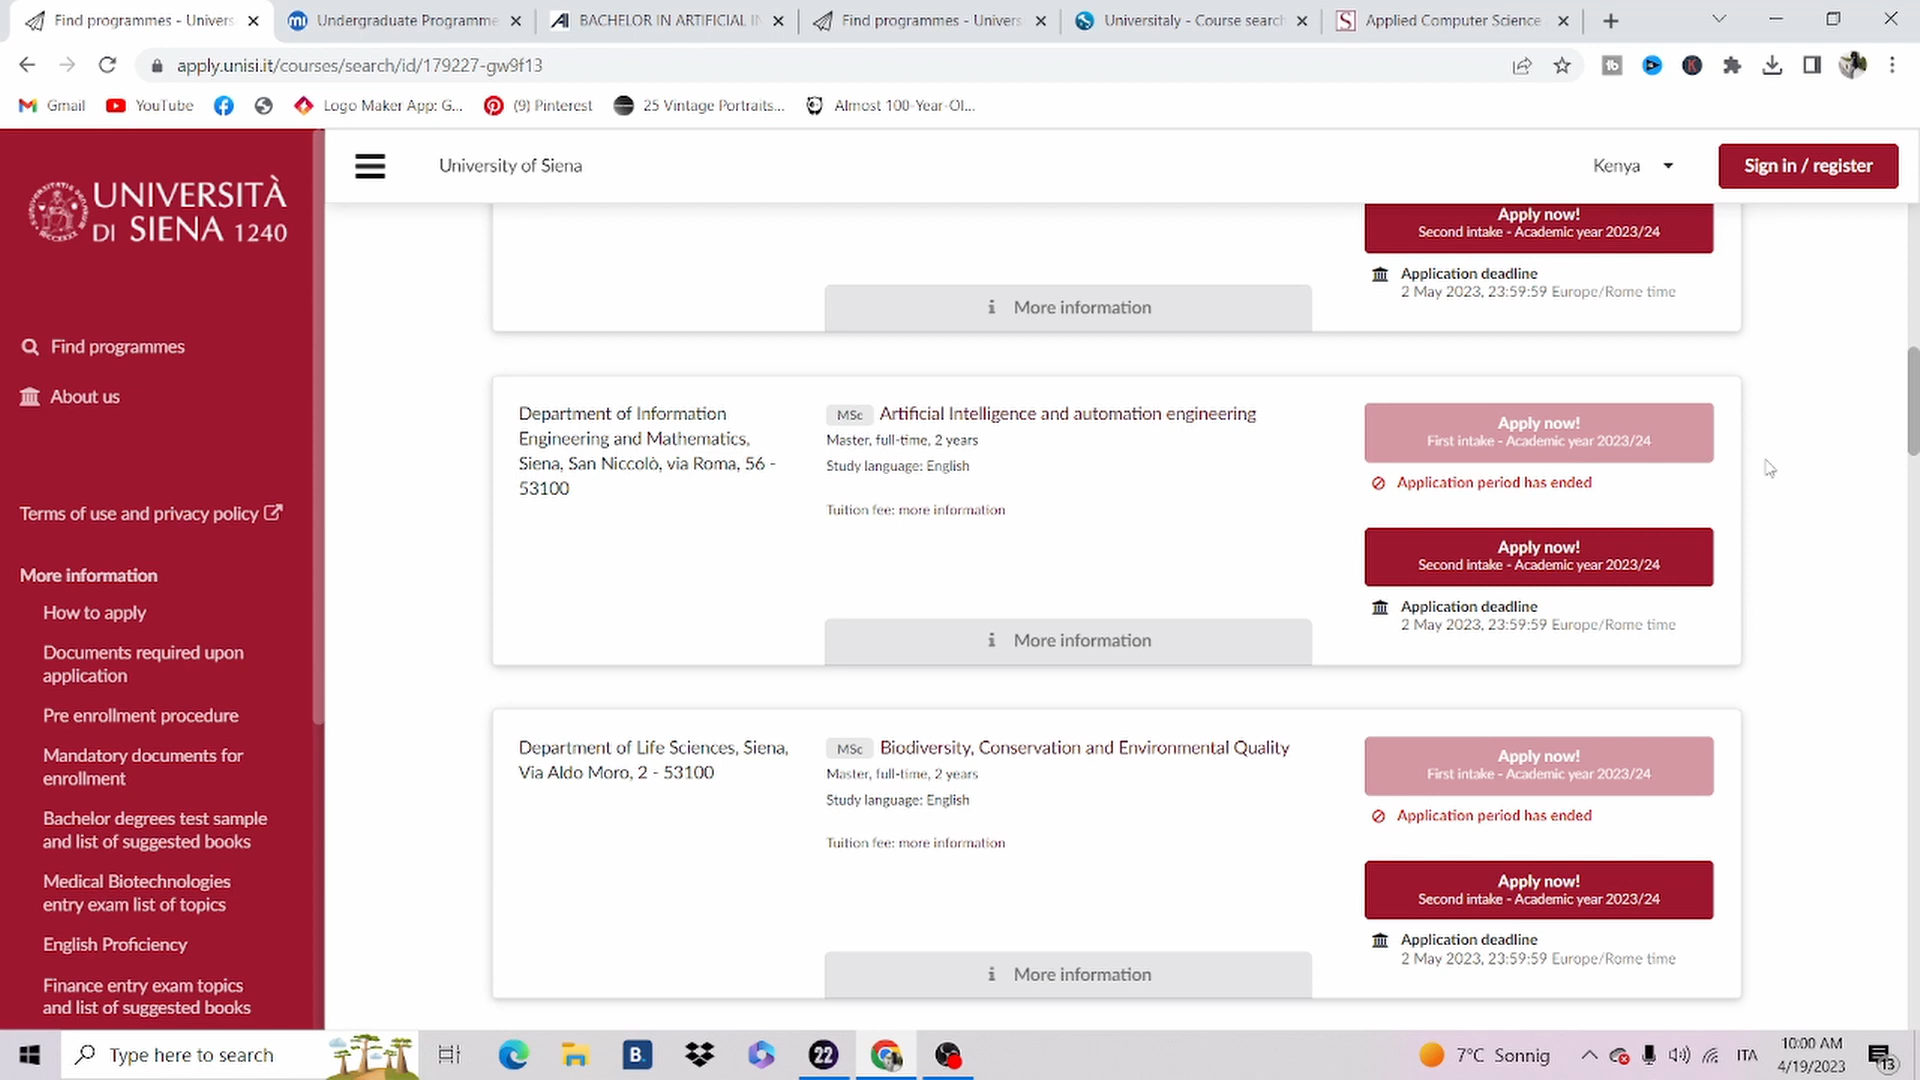 Find programmes - Univers
Undergraduate Programme
BACHELOR IN ARTIFICIAL IN
Find programmes - Univers
Universitaly - Course search
Applied Computer Science
apply.unisi.it/courses/search/id/179227-gw9f13
Gmail
YouTube
Logo Maker App: G...
(9) Pinterest
25 Vintage Portraits...
Almost 100-Year-Ol...
UNIVERSITÀ
DI SIENA 1240
University of Siena
Kenya
Sign in / register
Find programmes
About us
Terms of use and privacy policy
More information
How to apply
Documents required upon
application
Pre enrollment procedure
Mandatory documents for
enrollment
Bachelor degrees test sample
and list of suggested books
Medical Biotechnologies
entry exam list of topics
English Proficiency
Finance entry exam topics
and list of suggested books
Apply now!
Second intake - Academic year 2023/24
Application deadline
2 May 2023, 23:59:59 Europe/Rome time
More information
Department of Information
Engineering and Mathematics,
Siena, San Niccolò, via Roma, 56 -
53100
MSc Artificial Intelligence and automation engineering
Master, full-time, 2 years
Study language: English
Tuition fee: more information
Apply now!
First intake - Academic year 2023/24
Application period has ended
Apply now!
Second intake - Academic year 2023/24
Application deadline
2 May 2023, 23:59:59 Europe/Rome time
More information
Department of Life Sciences, Siena,
Via Aldo Moro, 2 - 53100
MSc Biodiversity, Conservation and Environmental Quality
Master, full-time, 2 years
Study language: English
Tuition fee: more information
Apply now!
First intake - Academic year 2023/24
Application period has ended
Apply now!
Second intake - Academic year 2023/24
Application deadline
2 May 2023, 23:59:59 Europe/Rome time
More information
Type here to search
B.
22
7°C Sonnig
ITA
10:00 AM
4/19/2023
13